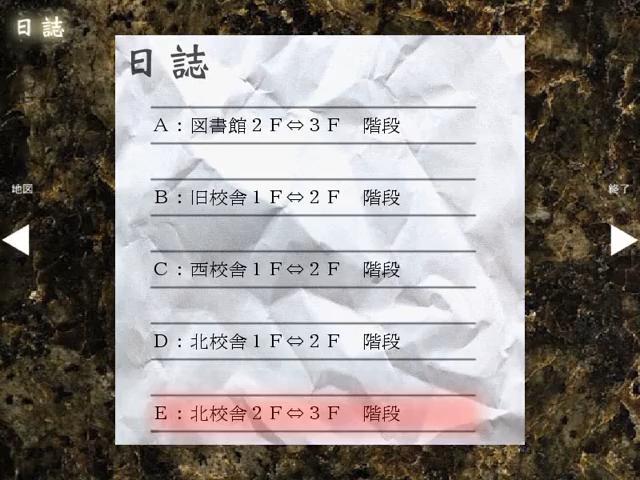 日誌
日誌
A：図書館２Ｆ⇔３Ｆ　階段
地図
終了
B：旧校舎１Ｆ⇔２Ｆ　階段
C：西校舎１Ｆ⇔２Ｆ　階段
D：北校舎１Ｆ⇔２Ｆ　階段
E：北校舎２Ｆ⇔３Ｆ　階段